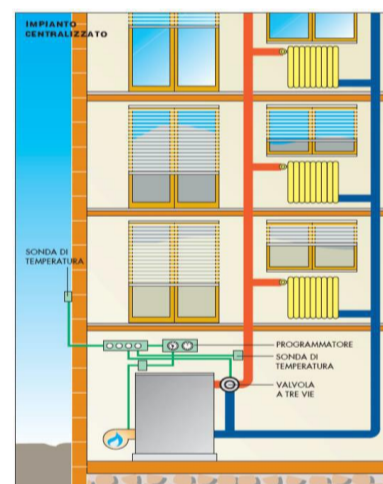 IMPIANTO
CENTRALIZZATO
SONDA DI
TEMPERATURA
PROGRAMMATORE
SONDA DI
TEMPERATURA
VALVOLA
A TRE VIE